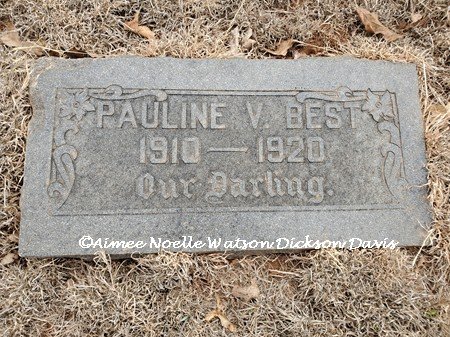 PAULINE V. BEST
1910 — 1920
Our Darling.
©Aimee Noelle Watson Dickson Davis